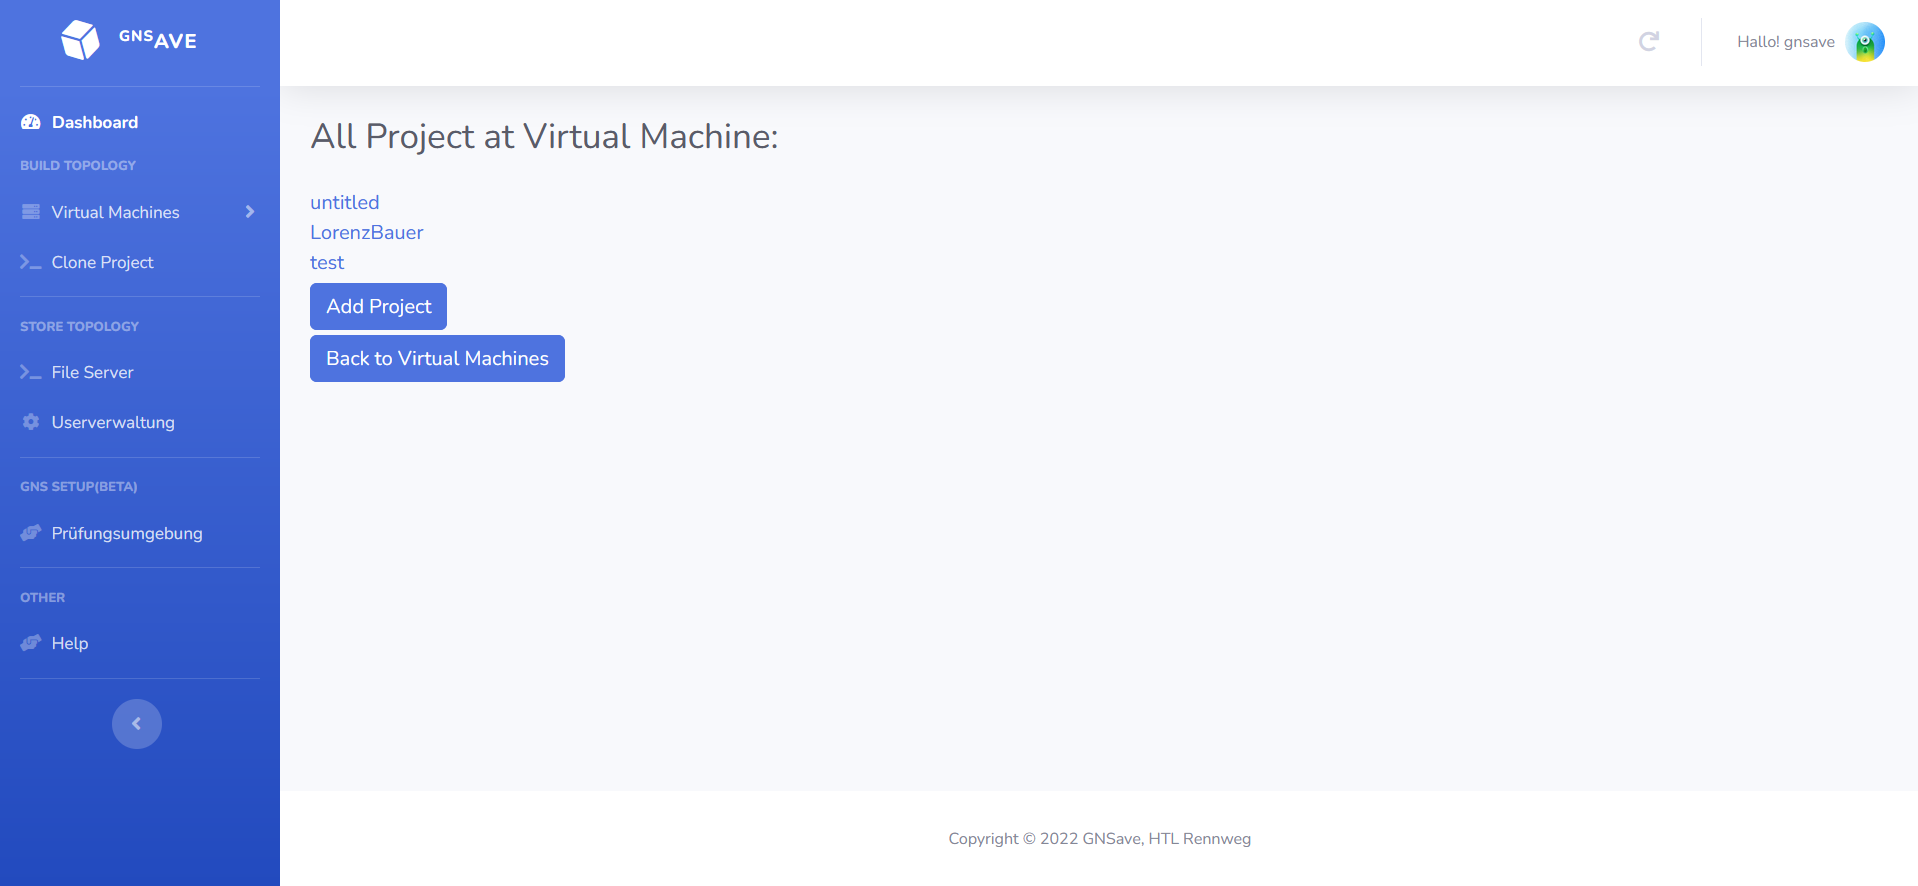 GNSAVE
Dashboard
BUILD TOPOLOGY
Virtual Machines
Clone Project
STORE TOPOLOGY
File Server
Userverwaltung
GNS SETUP(BETA)
Prüfungsumgebung
OTHER
Help
Hallo! gnsave
All Project at Virtual Machine:
untitled
LorenzBauer
test
Add Project
Back to Virtual Machines
Copyright © 2022 GNSave, HTL Rennweg